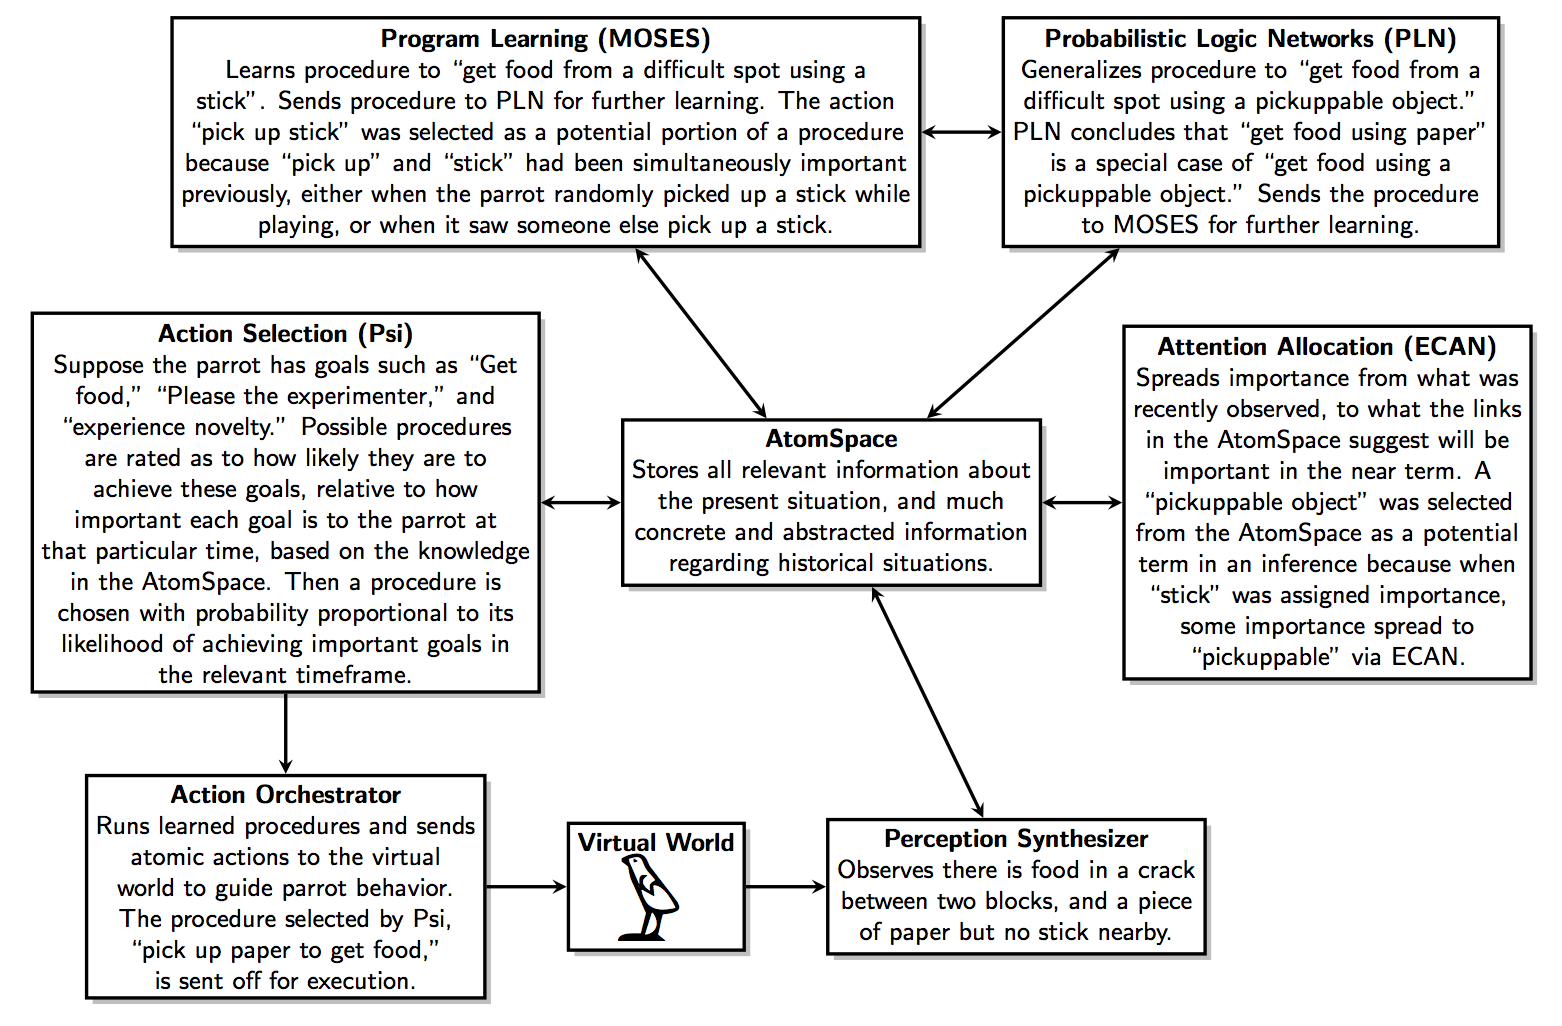 Program Learning (MOSES)
Learns procedure to “get food from a difficult spot using a
stick”. Sends procedure to PLN for further learning. The action
“pick up stick” was selected as a potential portion of a procedure
because “pick up” and “stick” had been simultaneously important
previously, either when the parrot randomly picked up a stick while
playing, or when it saw someone else pick up a stick.
Probabilistic Logic Networks (PLN)
Generalizes procedure to “get food from a
difficult spot using a pickuppable object.”
PLN concludes that “get food using paper”
is a special case of “get food using a
pickuppable object.” Sends the procedure
to MOSES for further learning.
Action Selection (Psi)
Suppose the parrot has goals such as “Get
food,” “Please the experimenter,” and
“experience novelty.” Possible procedures
are rated as to how likely they are to
achieve these goals, relative to how
important each goal is to the parrot at
that particular time, based on the knowledge
in the AtomSpace. Then a procedure is
chosen with probability proportional to its
likelihood of achieving important goals in
the relevant timeframe.
AtomSpace
Stores all relevant information about
the present situation, and much
concrete and abstracted information
regarding historical situations.
Attention Allocation (ECAN)
Spreads importance from what was
recently observed, to what the links
in the AtomSpace suggest will be
important in the near term. A
“pickuppable object” was selected
from the AtomSpace as a potential
term in an inference because when
“stick” was assigned importance,
some importance spread to
“pickuppable” via ECAN.
Action Orchestrator
Runs learned procedures and sends
atomic actions to the virtual
world to guide parrot behavior.
The procedure selected by Psi,
“pick up paper to get food,”
is sent off for execution.
Virtual World
Perception Synthesizer
Observes there is food in a crack
between two blocks, and a piece
of paper but no stick nearby.